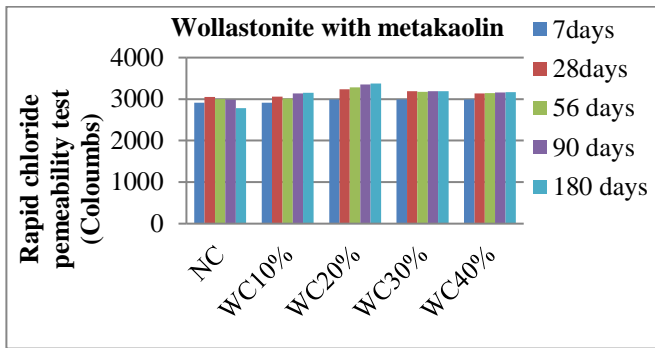 Wollastonite with metakaolin
Rapid chloride
pemeability test
(Coloumbs)
4000
3000
2000
1000
0
NC
WC10%
WC20%
WC30%
WC40%
7days
28days
56 days
90 days
180 days